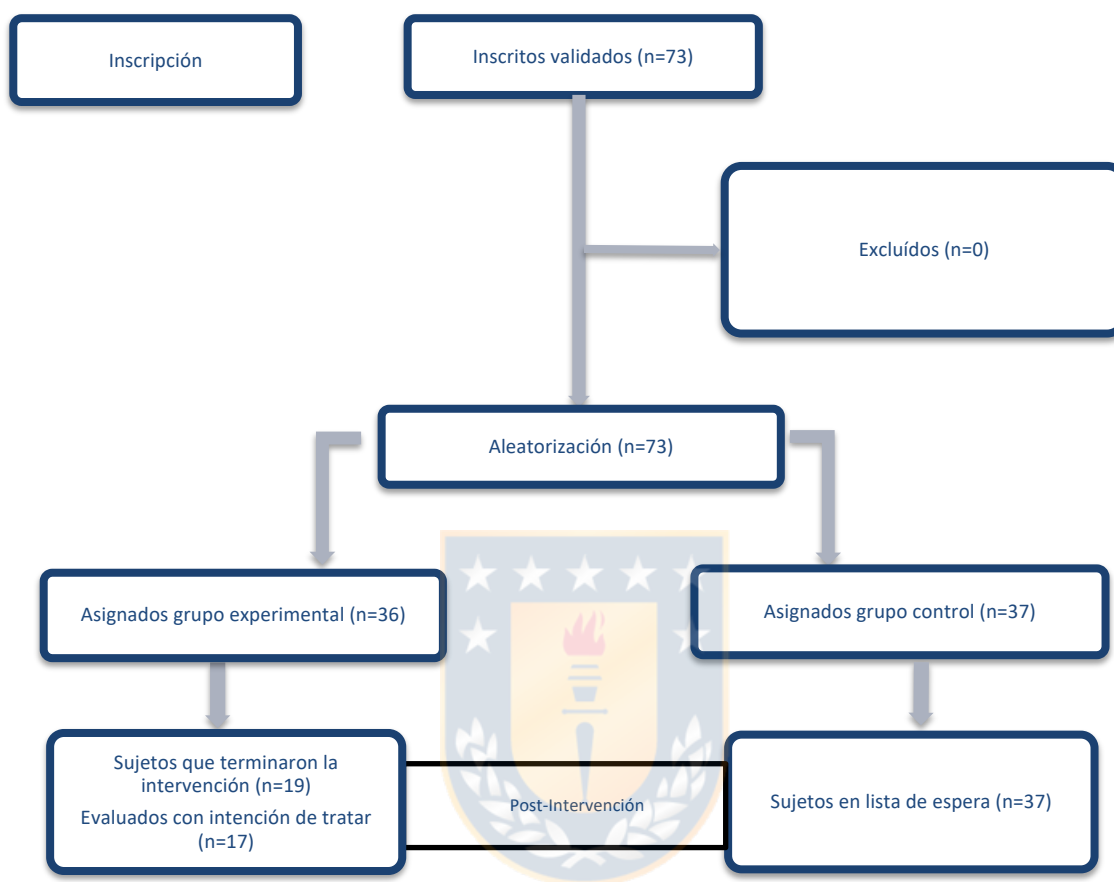 Inscripción
Inscritos validados (n=73)
Excluídos (n=0)
Aleatorización (n=73)
Asignados grupo experimental (n=36)
Asignados grupo control (n=37)
Sujetos que terminaron la
intervención (n=19)
Evaluados con intención de tratar
(n=17)
Post-Intervención
Sujetos en lista de espera (n=37)